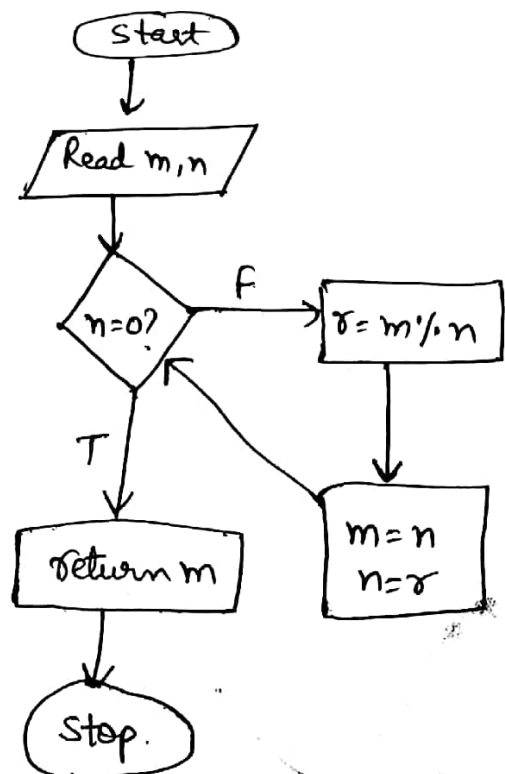 Start
Read m,n
n=0?
F
r=m%n
m=n
n=r
T
return m
Stop.